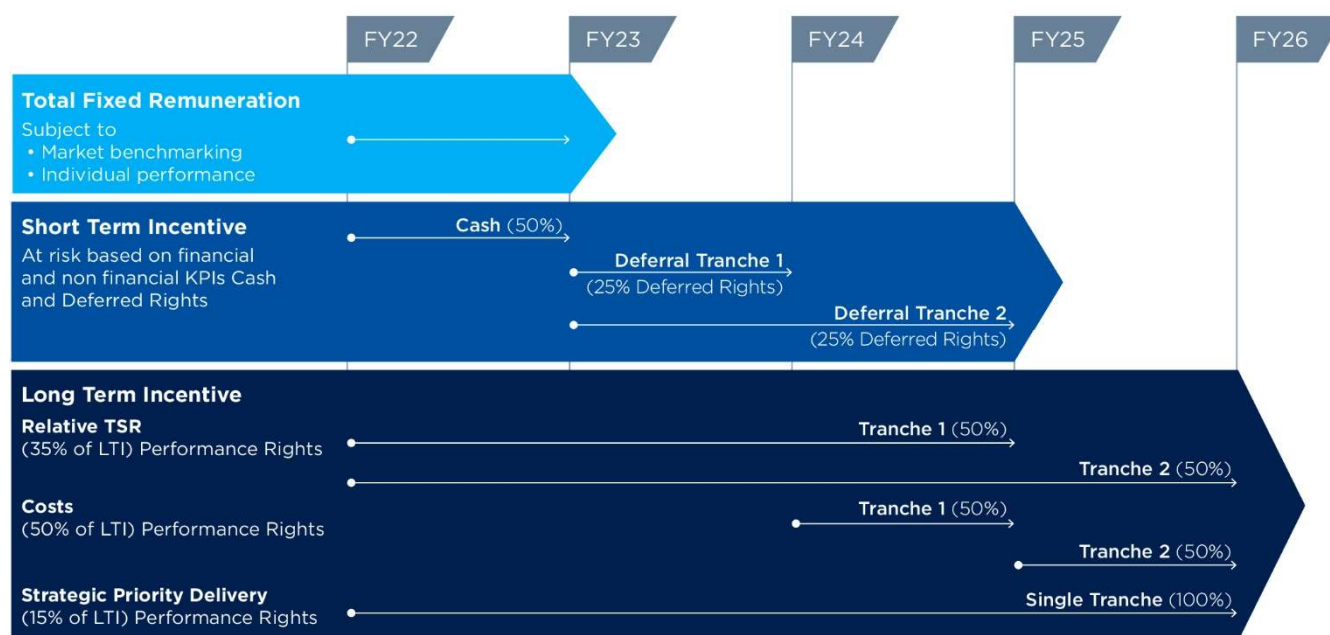 FY22
FY23
FY24
FY25
FY26
Total Fixed Remuneration
Subject to
• Market benchmarking
• Individual performance
Short Term Incentive
At risk based on financial
and non financial KPIs Cash
and Deferred Rights
Cash (50%)
Deferral Tranche 1
(25% Deferred Rights)
Deferral Tranche 2
(25% Deferred Rights)
Long Term Incentive
Relative TSR
(35% of LTI) Performance Rights
Tranche 1 (50%)
Tranche 2 (50%)
Costs
(50% of LTI) Performance Rights
Tranche 1 (50%)
Tranche 2 (50%)
Strategic Priority Delivery
(15% of LTI) Performance Rights
Single Tranche (100%)